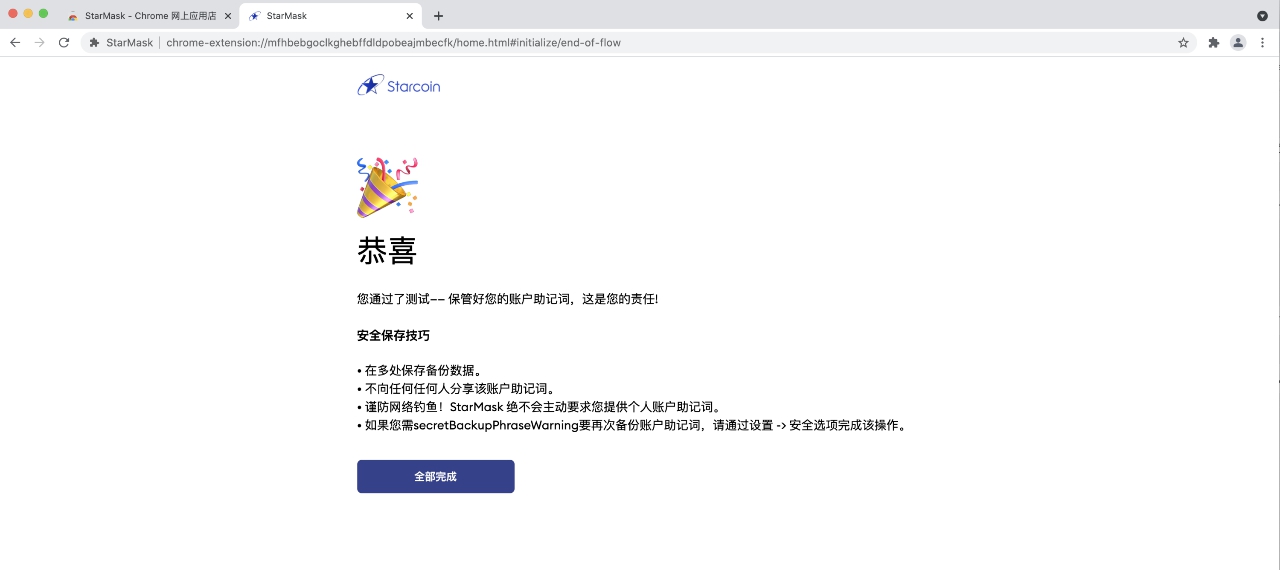 StarMask - Chrome 网上应用店
StarMask
StarMask chrome-extension://mfhbebgoclkghebffdldpobeajmbecfk/home.html#initialize/end-of-flow
Starcoin
恭喜
您通过了测试—— 保管好您的账户助记词，这是您的责任!
安全保存技巧
• 在多处保存备份数据。
• 不向任何任何人分享该账户助记词。
• 谨防网络钓鱼！StarMask 绝不会主动要求您提供个人账户助记词。
• 如果您需secretBackupPhraseWarning要再次备份账户助记词，请通过设置 -> 安全选项完成该操作。
全部完成